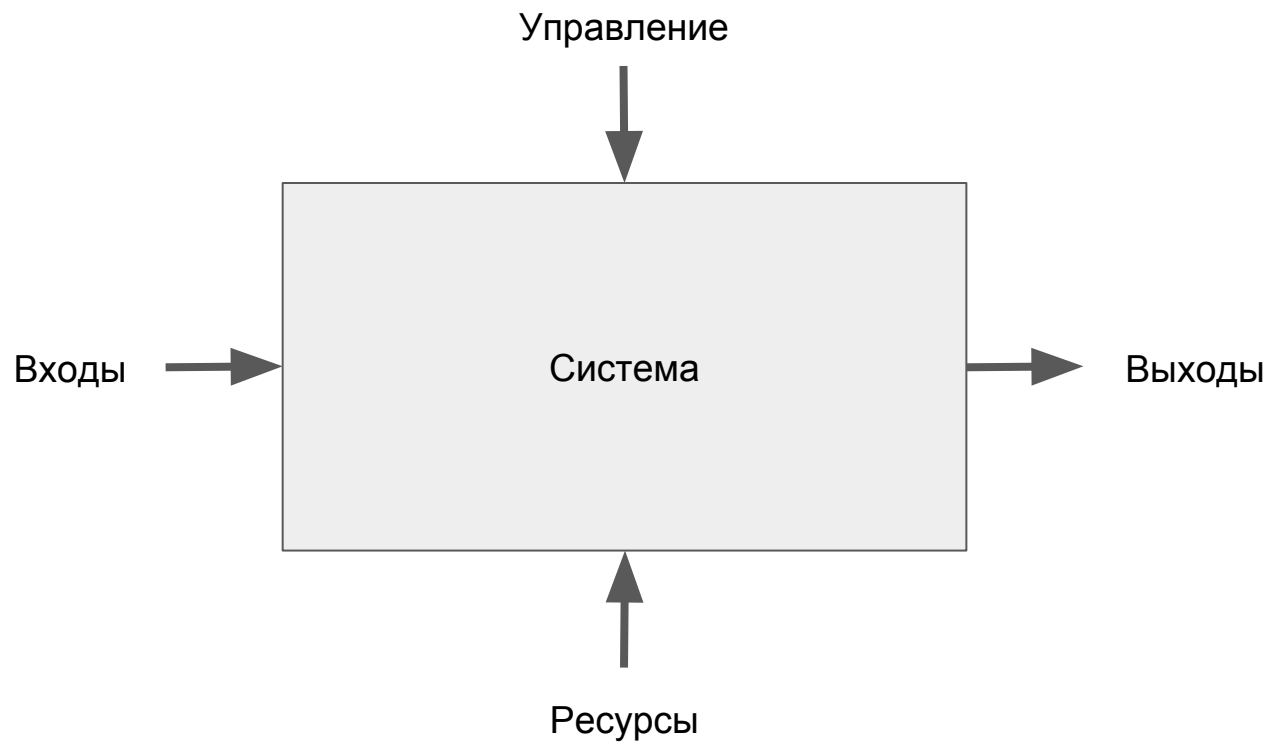 Управление
Входы
Система
Выходы
Ресурсы